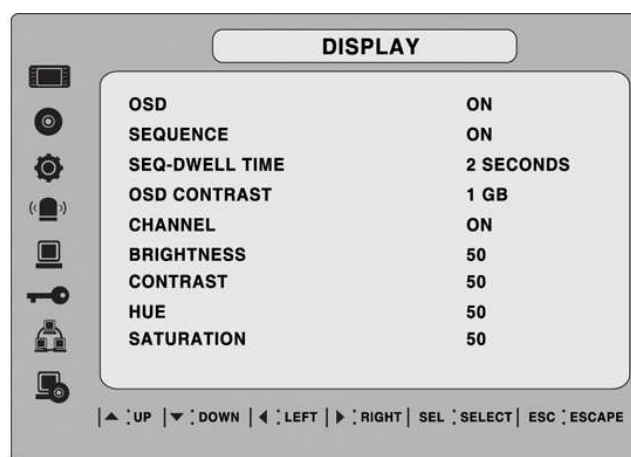 DISPLAY
OSD ON
SEQUENCE ON
SEQ-DWELL TIME 2 SECONDS
OSD CONTRAST 1 GB
CHANNEL ON
BRIGHTNESS 50
CONTRAST 50
HUE 50
SATURATION 50
|▲ : UP |▼ : DOWN |◀ : LEFT |▶ : RIGHT | SEL : SELECT | ESC : ESCAPE